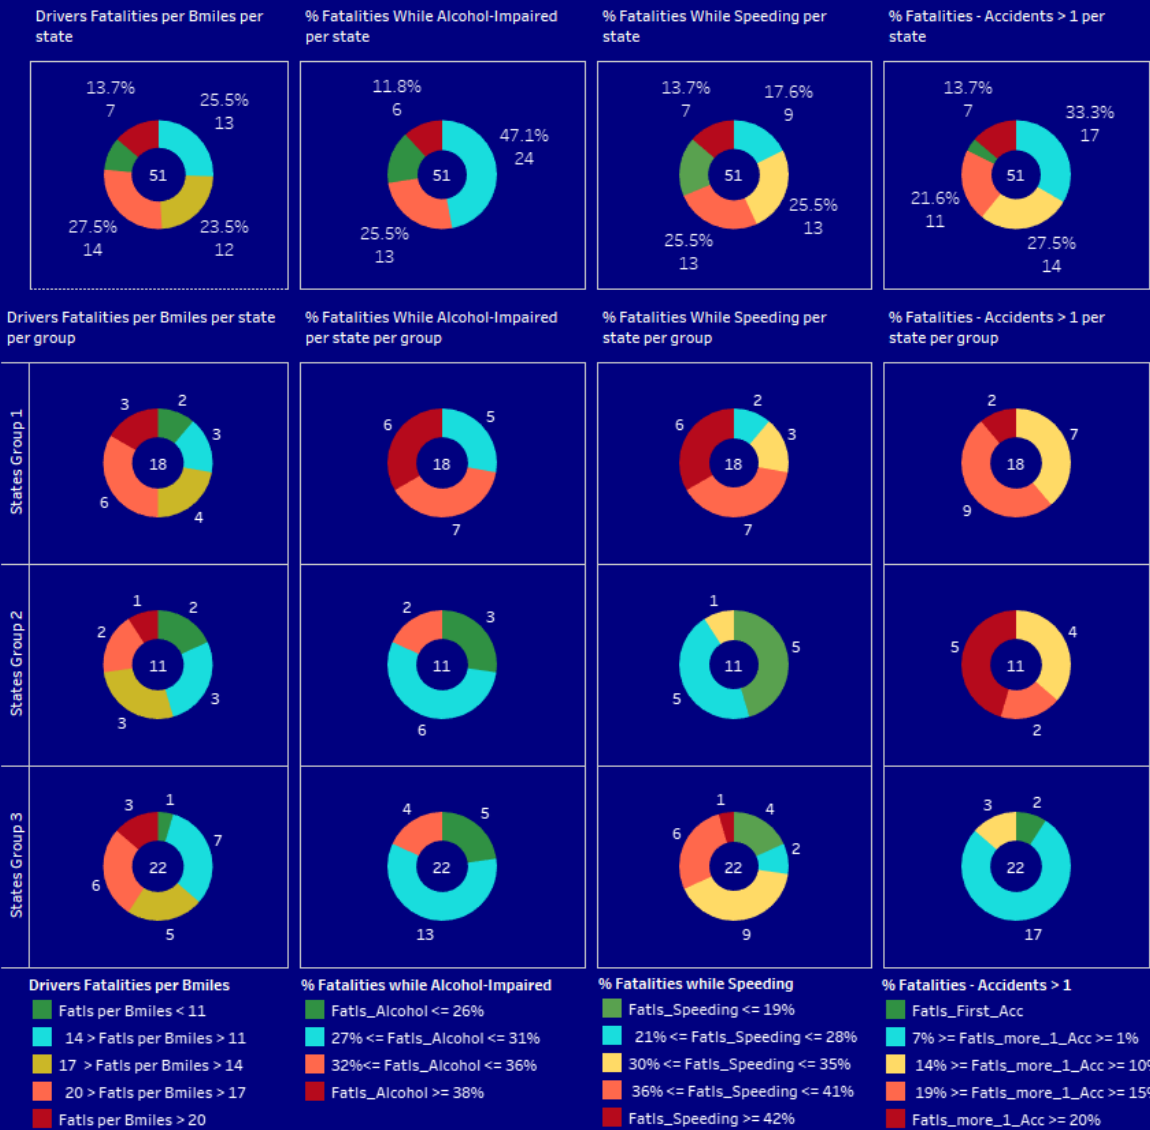 Drivers Fatalities per Bmiles per
state
% Fatalities While Alcohol-Impaired
per state
% Fatalities While Speeding per
state
% Fatalities - Accidents > 1 per
state
13.7%
7
25.5%
13
51
27.5%
14
23.5%
12
11.8%
6
47.1%
24
51
25.5%
13
13.7%
7
17.6%
9
51
25.5%
13
25.5%
13
13.7%
7
33.3%
17
51
21.6%
11
27.5%
14
Drivers Fatalities per Bmiles per state
per group
% Fatalities While Alcohol-Impaired
per state per group
% Fatalities While Speeding per
state per group
% Fatalities - Accidents > 1 per
state per group
States Group 1
3
2
3
18
6
4
6
5
18
7
6
2
3
18
7
2
7
18
9
States Group 2
1
2
2
11
3
3
2
3
11
6
1
5
11
5
5
4
11
2
States Group 3
3
1
7
22
6
5
4
5
22
13
1
4
6
2
22
9
3
2
22
17
Drivers Fatalities per Bmiles
Fatls per Bmiles < 11
14 > Fatls per Bmiles > 11
17 > Fatls per Bmiles > 14
20 > Fatls per Bmiles > 17
Fatls per Bmiles > 20
% Fatalities while Alcohol-Impaired
Fatls_Alcohol <= 26%
27% <= Fatls_Alcohol <= 31%
32%<= Fatls_Alcohol <= 36%
Fatls_Alcohol >= 38%
% Fatalities while Speeding
Fatls_Speeding <= 19%
21% <= Fatls_Speeding <= 28%
30% <= Fatls_Speeding <= 35%
36% <= Fatls_Speeding <= 41%
Fatls_Speeding >= 42%
% Fatalities - Accidents > 1
Fatls_First_Acc
7% >= Fatls_more_1_Acc >= 1%
14% >= Fatls_more_1_Acc >= 10%
19% >= Fatls_more_1_Acc >= 15%
Fatls_more_1_Acc >= 20%